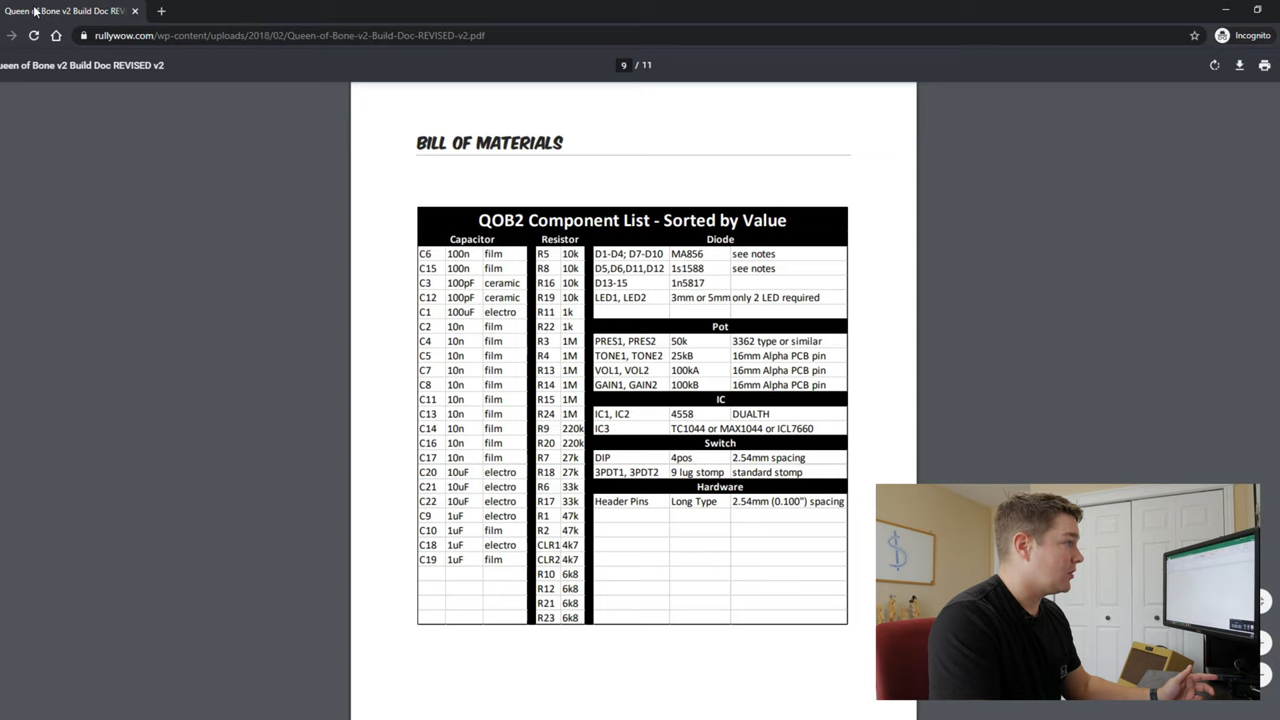 Queen of Bone v2 Build Doc REV
rullywow.com/wp-content/uploads/2018/02/Queen-of-Bone-v2-Build-Doc-REVISED-v2.pdf
Incognito
ueen of Bone v2 Build Doc REVISED v2
9 / 11
BILL OF MATERIALS
QOB2 Component List - Sorted by Value
Capacitor Resistor Diode
C6 100n film R5 10k D1-D4; D7-D10 MA856 see notes
C15 100n film R8 10k D5,D6,D11,D12 1s1588 see notes
C3 100pF ceramic R16 10k D13-15 1n5817
C12 100pF ceramic R19 10k LED1, LED2 3mm or 5mm only 2 LED required
C1 100uF electro R11 1k
C2 10n film R22 1k Pot
C4 10n film R3 1M PRES1, PRES2 50k 3362 type or similar
C5 10n film R4 1M TONE1, TONE2 25kB 16mm Alpha PCB pin
C7 10n film R13 1M VOL1, VOL2 100kA 16mm Alpha PCB pin
C8 10n film R14 1M GAIN1, GAIN2 100kB 16mm Alpha PCB pin
C11 10n film R15 1M IC
C13 10n film R24 1M IC1, IC2 4558 DUALTH
C14 10n film R9 220k IC3 TC1044 or MAX1044 or ICL7660
C16 10n film R20 220k Switch
C17 10n film R7 27k DIP 4pos 2.54mm spacing
C20 10uF electro R18 27k 3PDT1, 3PDT2 9 lug stomp standard stomp
C21 10uF electro R6 33k Hardware
C22 10uF electro R17 33k Header Pins Long Type 2.54mm (0.100") spacing
C9 1uF electro R1 47k
C10 1uF film R2 47k
C18 1uF electro CLR1 4k7
C19 1uF film CLR2 4k7
R10 6k8
R12 6k8
R21 6k8
R23 6k8
$